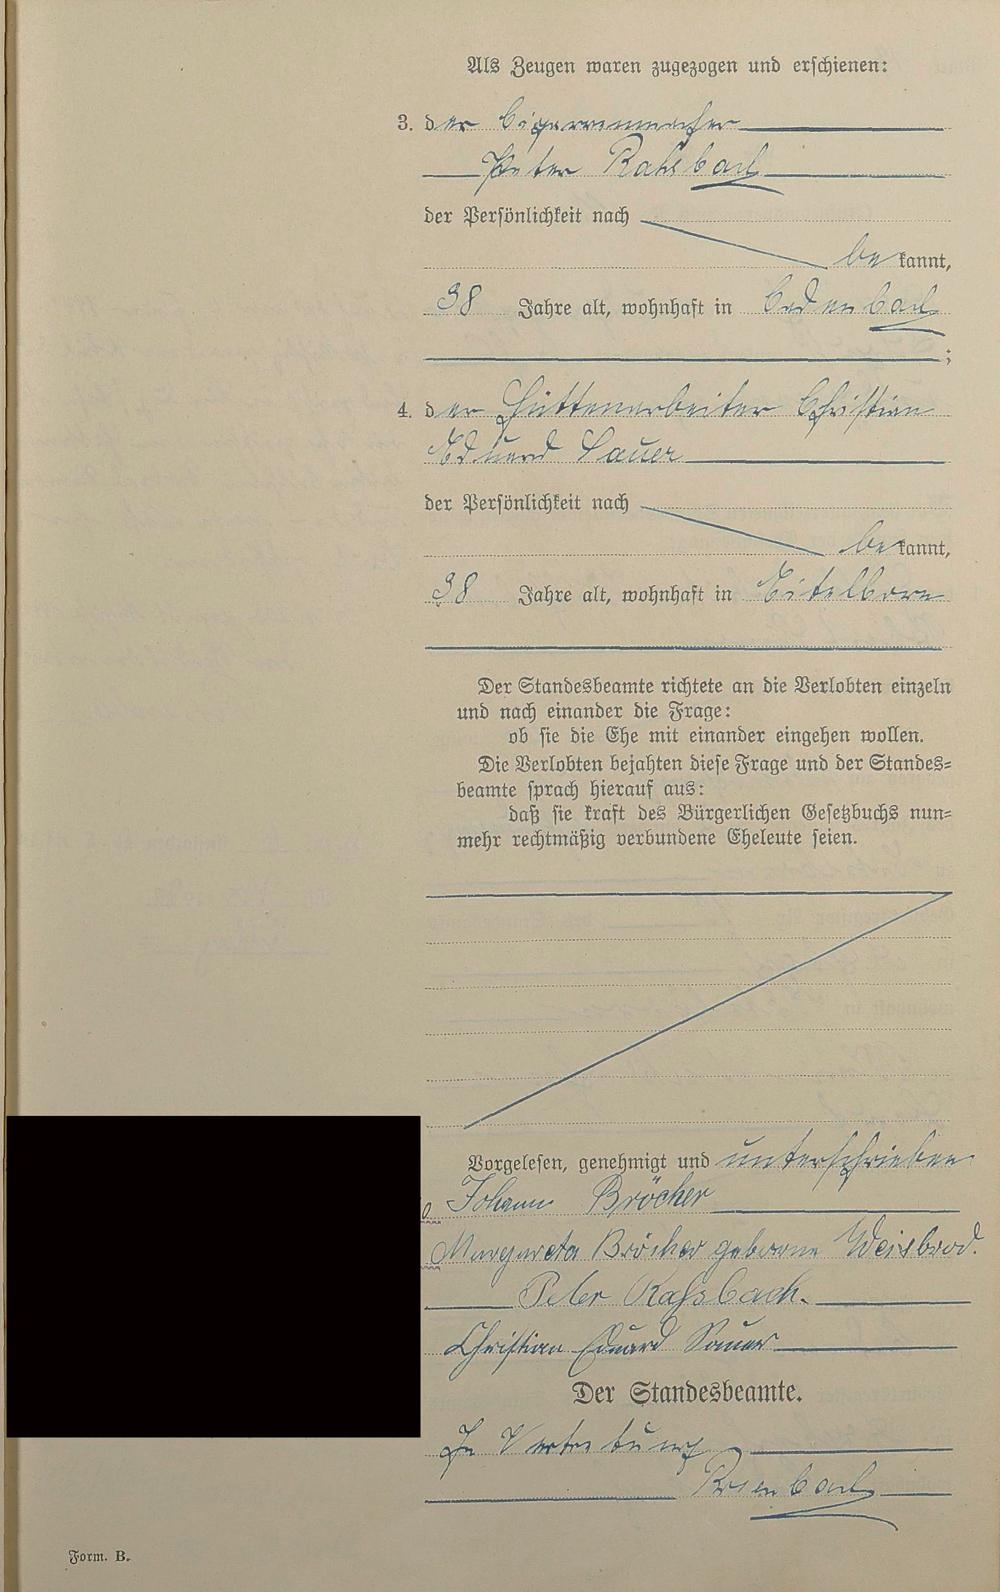 Als Zeugen waren zugezogen und erschienen:
3. der Cigarrenmacher
Peter Rahsbach
der Persönlichkeit nach
bekannt,
38 Jahre alt, wohnhaft in
;
4. der Hüttenarbeiter Christian
Eduard Sauer
der Persönlichkeit nach
bekannt,
38 Jahre alt, wohnhaft in Eitelborn
Der Standesbeamte richtete an die Verlobten einzeln
und nach einander die Frage:
ob sie die Ehe mit einander eingehen wollen.
Die Verlobten bejahten diese Frage und der Standes=
beamte sprach hierauf aus:
daß sie kraft des Bürgerlichen Gesetzbuchs nun=
mehr rechtmäßig verbundene Eheleute seien.
Vorgelesen, genehmigt und unterschrieben
Johann Bröcher
Margareta Bröcher geborne Weisbrod.
Peter Rahsbach.
Christian Eduard Sauer
Der Standesbeamte.
In Vertretung
Form. B.